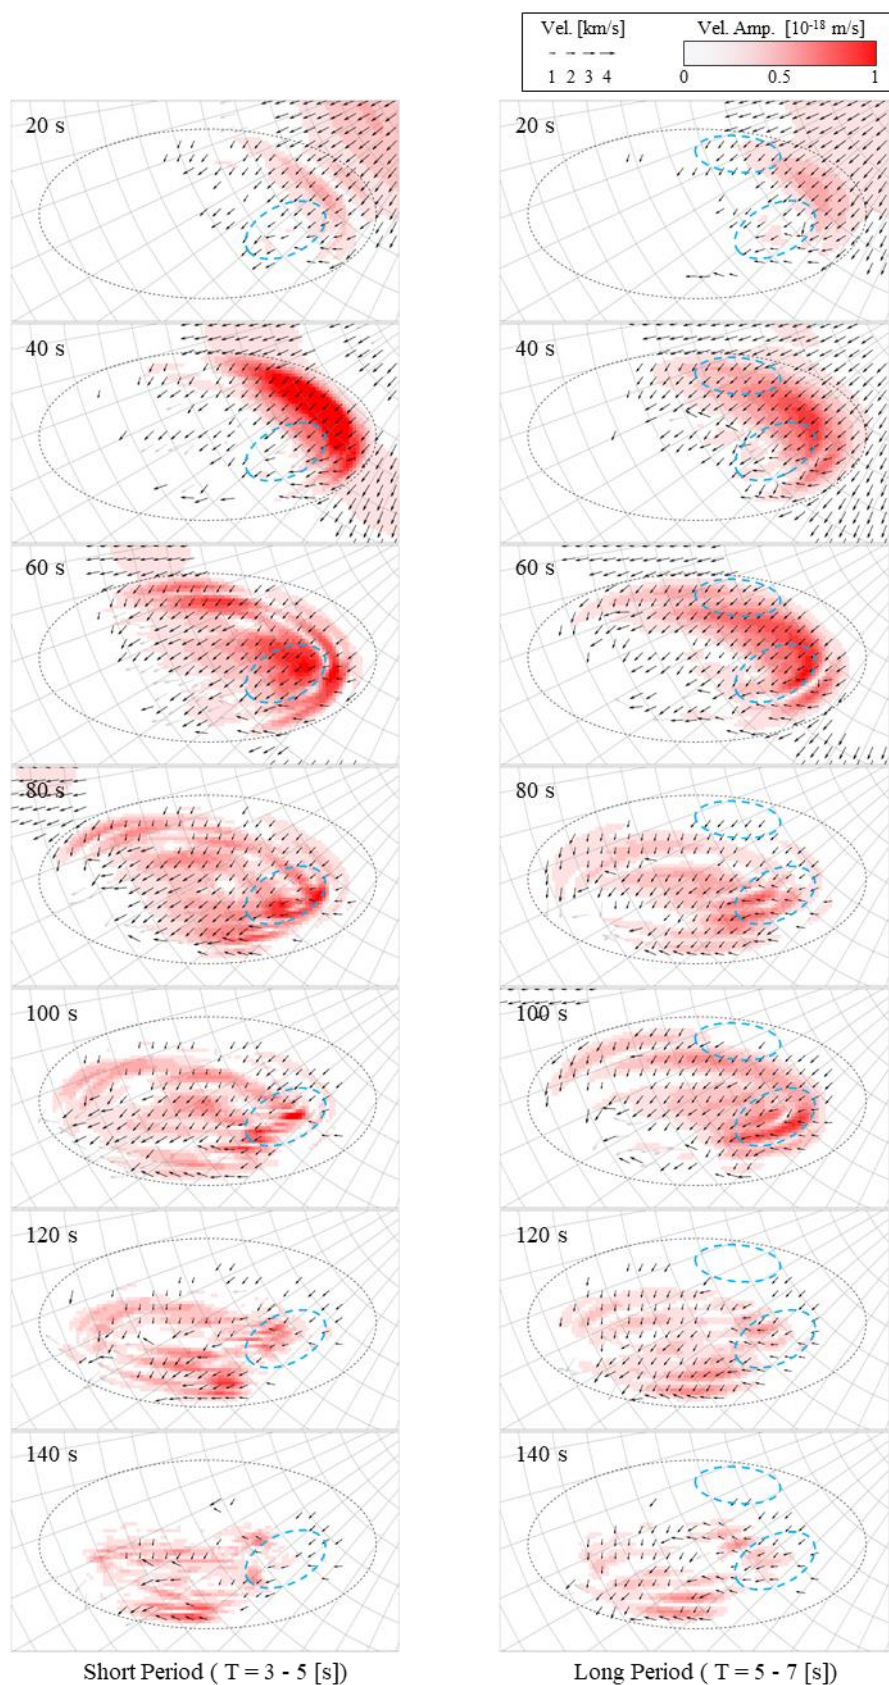 Vel. [km/s] Vel. Amp. [10⁻¹⁸ m/s]
1 2 3 4 0 0.5 1
20 s 20 s
40 s 40 s
60 s 60 s
80 s 80 s
100 s 100 s
120 s 120 s
140 s 140 s
Short Period ( T = 3 - 5 [s]) Long Period ( T = 5 - 7 [s])